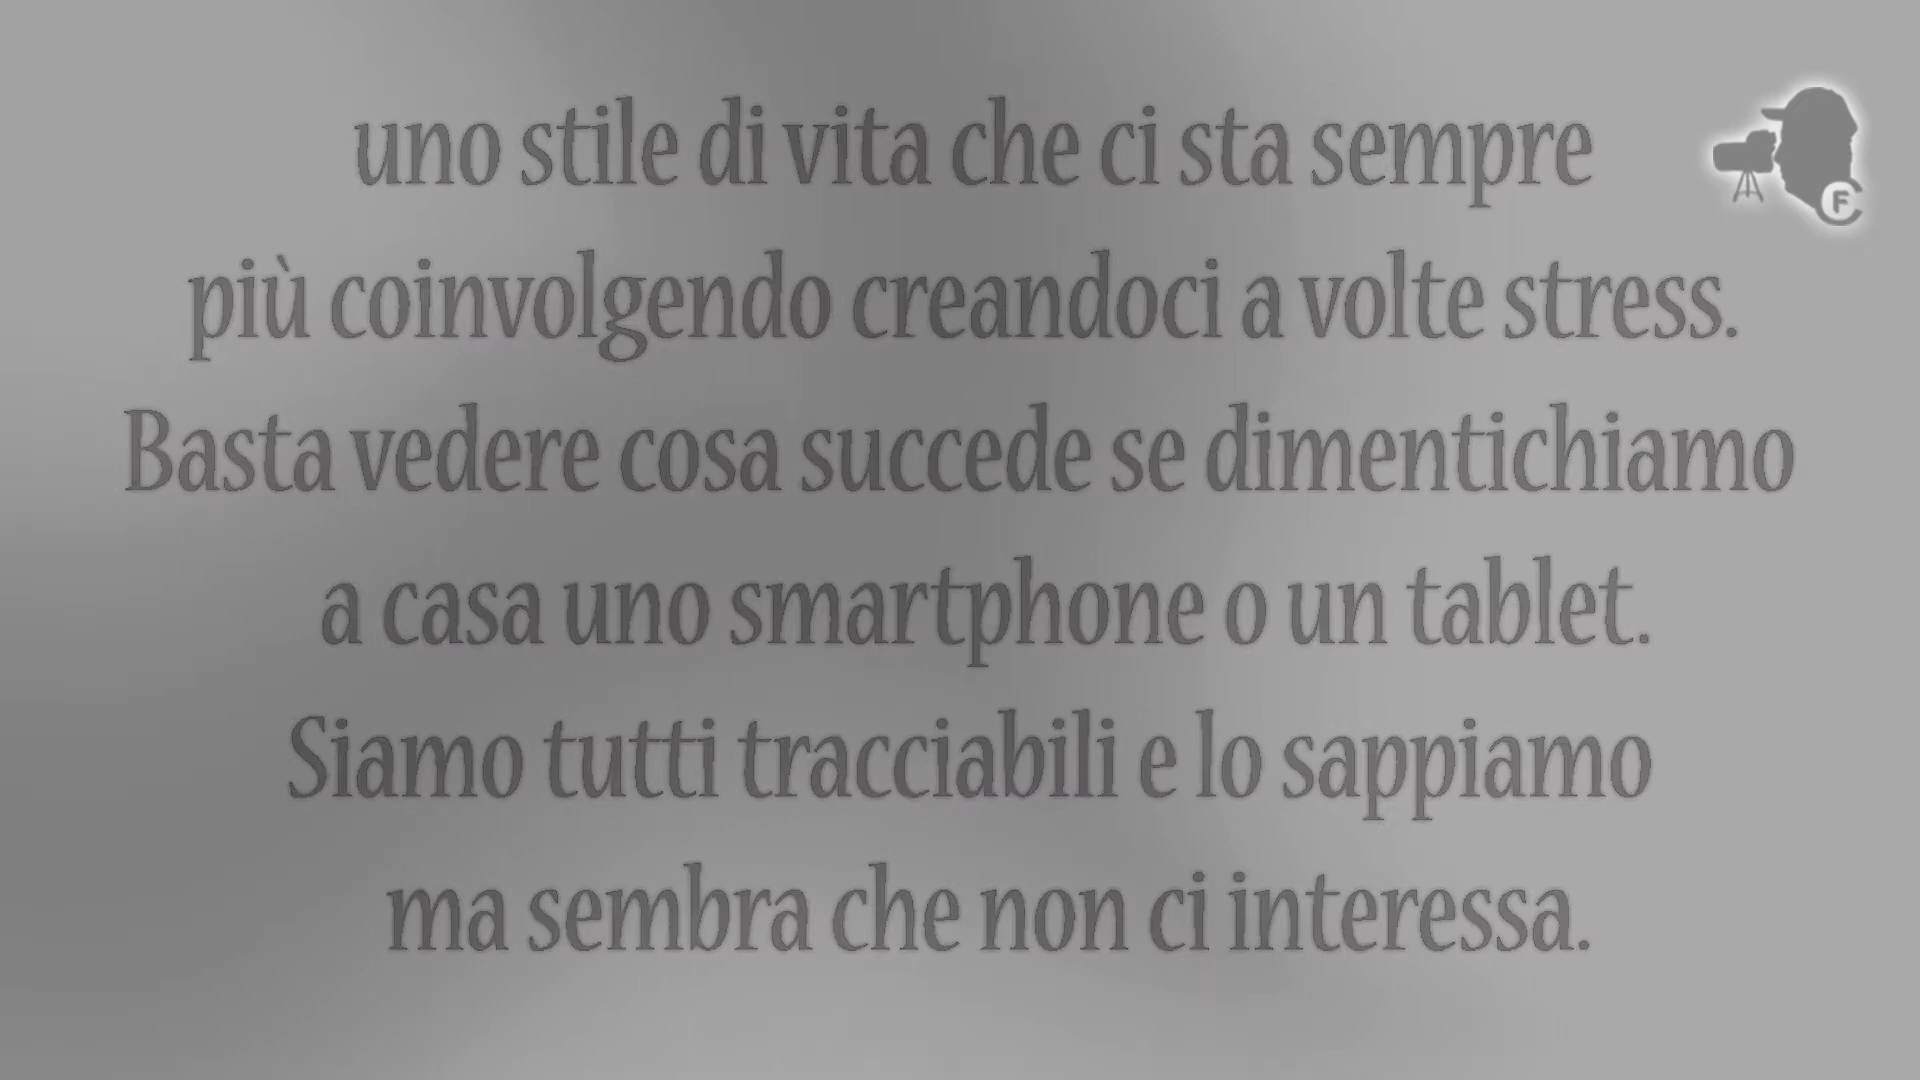 uno stile di vita che ci sta sempre
più coinvolgendo creandoci a volte stress.
Basta vedere cosa succede se dimentichiamo
a casa uno smartphone o un tablet.
Siamo tutti tracciabili e lo sappiamo
ma sembra che non ci interessa.
CF